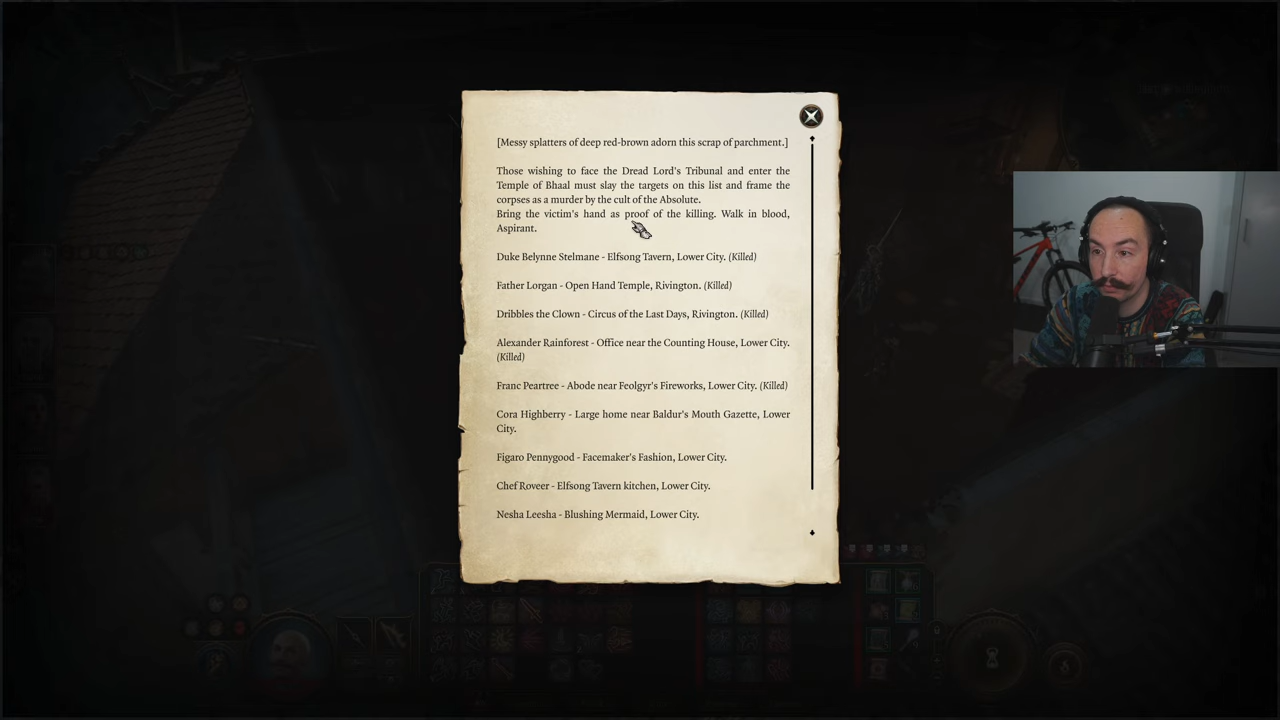 [Messy splatters of deep red-brown adorn this scrap of parchment.]
Those wishing to face the Dread Lord's Tribunal and enter the
Temple of Bhaal must slay the targets on this list and frame the
corpses as a murder by the cult of the Absolute.
Bring the victim's hand as proof of the killing. Walk in blood,
Aspirant.
Duke Belynne Stelmane - Elfsong Tavern, Lower City. (Killed)
Father Lorgan - Open Hand Temple, Rivington. (Killed)
Dribbles the Clown - Circus of the Last Days, Rivington. (Killed)
Alexander Rainforest - Office near the Counting House, Lower City.
(Killed)
Franc Peartree - Abode near Feolgyr's Fireworks, Lower City. (Killed)
Cora Highberry - Large home near Baldur's Mouth Gazette, Lower
City.
Figaro Pennygood - Facemaker's Fashion, Lower City.
Chef Roveer - Elfsong Tavern kitchen, Lower City.
Nesha Leesha - Blushing Mermaid, Lower City.